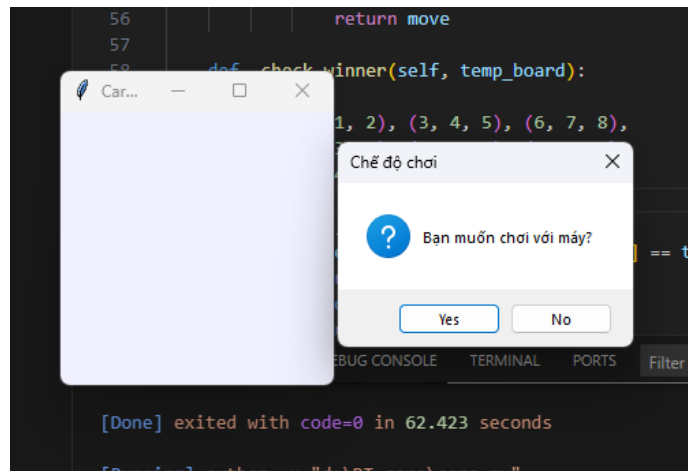 56 return move
57
58 def _check_winner(self, temp_board):
Car...
1, 2), (3, 4, 5), (6, 7, 8),
Chế độ chơi
Bạn muốn chơi với máy?
] == t
Yes No
EBUG CONSOLE TERMINAL PORTS Filter
[Done] exited with code=0 in 62.423 seconds